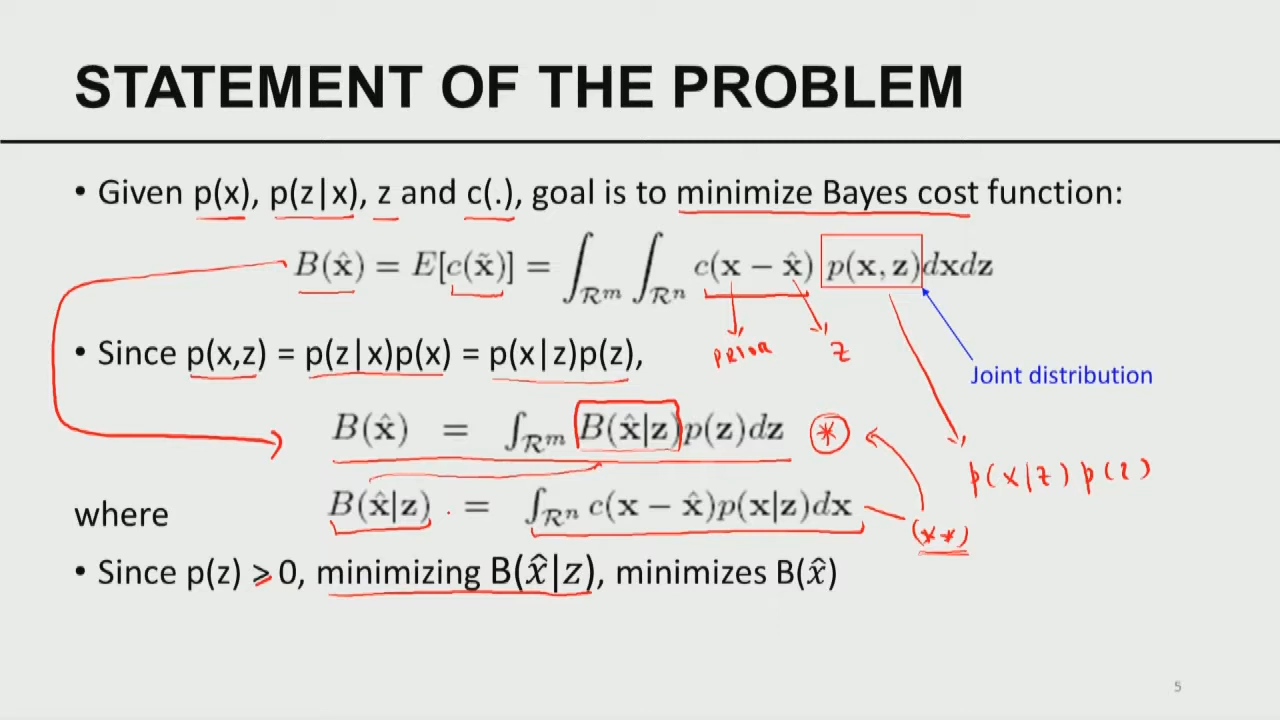 STATEMENT OF THE PROBLEM
• Given p(x), p(z|x), z and c(.), goal is to minimize Bayes cost function:
B(x̂) = E[c(x̃)] = ∫_{ℛ^m} ∫_{ℛ^n} c(x − x̂) p(x, z)dxdz
PRIOR
z
• Since p(x,z) = p(z|x)p(x) = p(x|z)p(z),
Joint distribution
B(x̂) = ∫_{ℛ^m} B(x̂|z)p(z)dz *
p(x|z) p(z)
where B(x̂|z) = ∫_{ℛ^n} c(x − x̂)p(x|z)dx
(**)
• Since p(z) > 0, minimizing B(x̂|z), minimizes B(x̂)
5